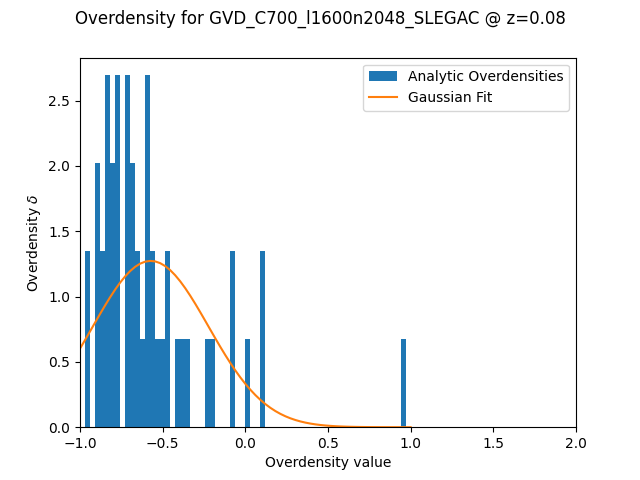 Overdensity for GVD_C700_l1600n2048_SLEGAC @ z=0.08
Analytic Overdensities
Gaussian Fit
Overdensity δ
2.5
2.0
1.5
1.0
0.5
0.0
−1.0 −0.5 0.0 0.5 1.0 1.5 2.0
Overdensity value